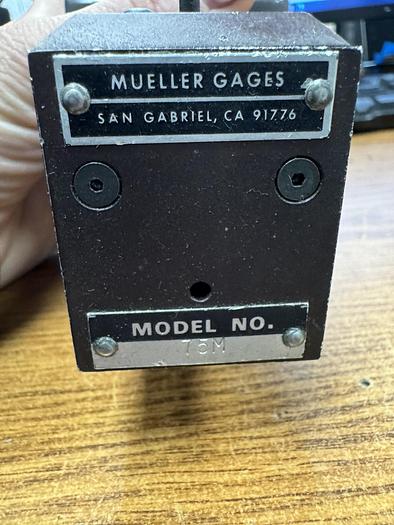 MUELLER GAGES
SAN GABRIEL, CA 91776
MODEL NO.
75M